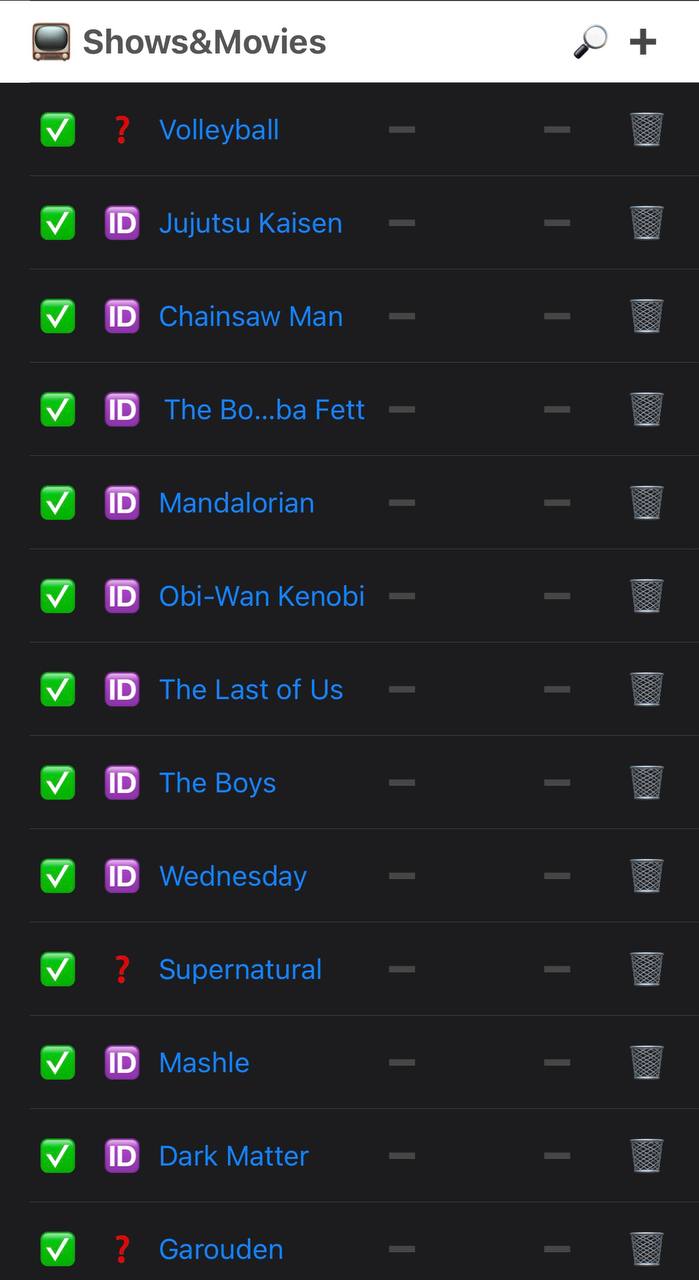 Shows&Movies
Volleyball
ID Jujutsu Kaisen
ID Chainsaw Man
ID The Bo...ba Fett
ID Mandalorian
ID Obi-Wan Kenobi
ID The Last of Us
ID The Boys
ID Wednesday
Supernatural
ID Mashle
ID Dark Matter
Garouden